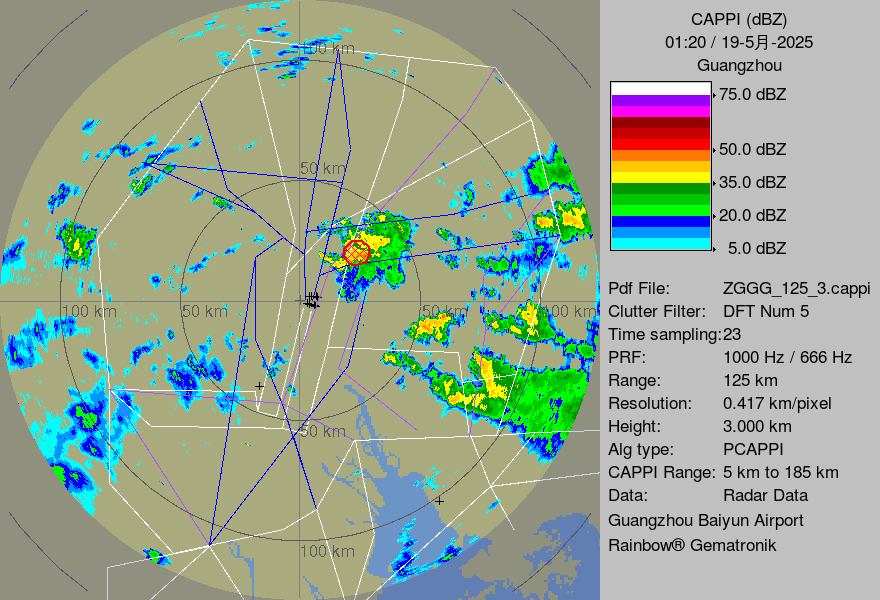 CAPPI (dBZ)
01:20 / 19-5月-2025
Guangzhou
75.0 dBZ
50.0 dBZ
35.0 dBZ
20.0 dBZ
5.0 dBZ
Pdf File: ZGGG_125_3.cappi
Clutter Filter: DFT Num 5
Time sampling:23
PRF: 1000 Hz / 666 Hz
Range: 125 km
Resolution: 0.417 km/pixel
Height: 3.000 km
Alg type: PCAPPI
CAPPI Range: 5 km to 185 km
Data: Radar Data
Guangzhou Baiyun Airport
Rainbow® Gematronik
100 km
50 km
100 km
50 km
50 km
100 km
50 km
100 km